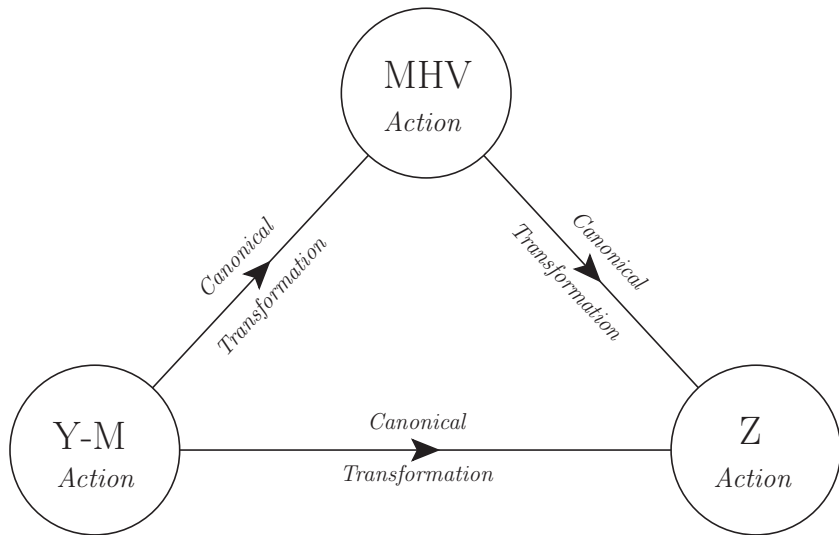 MHV
Action
Canonical
Transformation
Canonical
Transformation
Y-M
Action
Canonical
Transformation
Z
Action